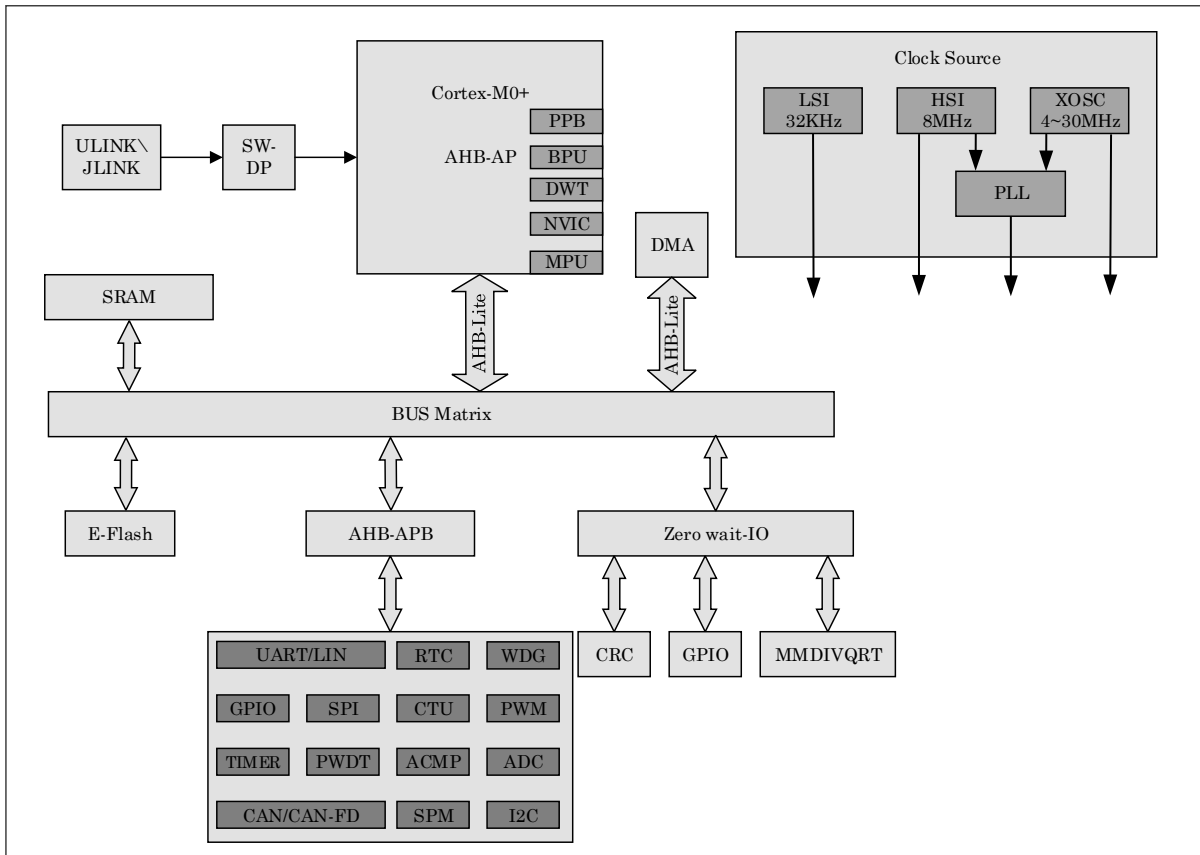 Cortex-M0+
PPB
AHB-AP
BPU
DWT
NVIC
MPU
ULINK\
JLINK
SW-
DP
Clock Source
LSI
32KHz
HSI
8MHz
XOSC
4~30MHz
PLL
DMA
SRAM
AHB-Lite
AHB-Lite
BUS Matrix
E-Flash
AHB-APB
Zero wait-IO
UART/LIN
RTC
WDG
GPIO
SPI
CTU
PWM
TIMER
PWDT
ACMP
ADC
CAN/CAN-FD
SPM
I2C
CRC
GPIO
MMDIVQRT